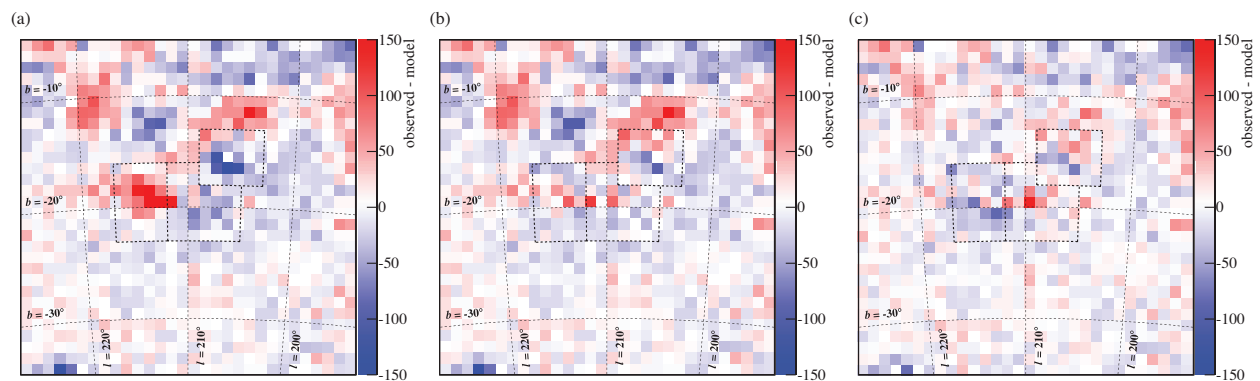 (a)
b = -10°
b = -20°
b = -30°
l = 220°
l = 210°
l = 200°
150
100
50
0
-50
-100
-150
observed - model
(b)
b = -10°
b = -20°
b = -30°
l = 220°
l = 210°
l = 200°
150
100
50
0
-50
-100
-150
observed - model
(c)
b = -10°
b = -20°
b = -30°
l = 220°
l = 210°
l = 200°
150
100
50
0
-50
-100
-150
observed - model